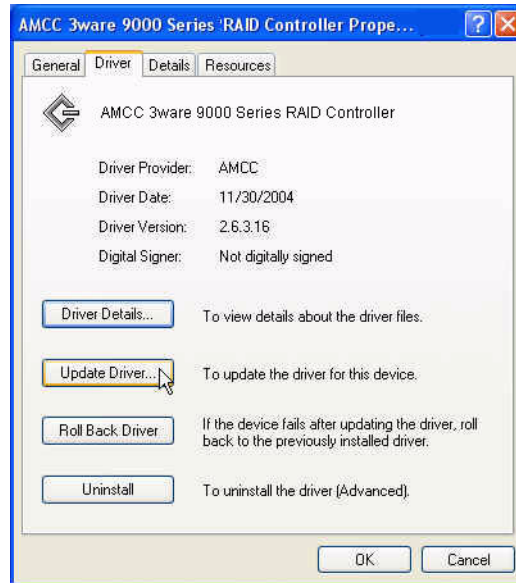 AMCC 3ware 9000 Series 'RAID Controller Prope...
General Driver Details Resources
AMCC 3ware 9000 Series RAID Controller
Driver Provider: AMCC
Driver Date: 11/30/2004
Driver Version: 2.6.3.16
Digital Signer: Not digitally signed
Driver Details... To view details about the driver files.
Update Driver... To update the driver for this device.
Roll Back Driver If the device fails after updating the driver, roll
back to the previously installed driver.
Uninstall To uninstall the driver (Advanced).
OK Cancel